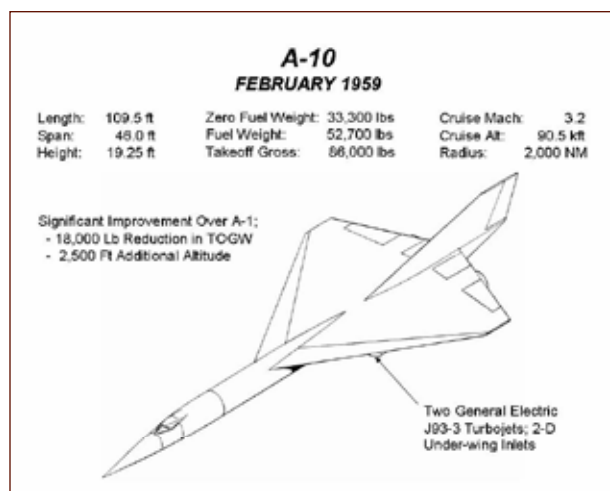 A-10
FEBRUARY 1959
Length: 109.5 ft Zero Fuel Weight: 33,300 lbs Cruise Mach: 3.2
Span: 46.0 ft Fuel Weight: 52,700 lbs Cruise Alt: 90.5 kft
Height: 19.25 ft Takeoff Gross: 86,000 lbs Radius: 2,000 NM
Significant Improvement Over A-1;
- 18,000 Lb Reduction in TOGW
- 2,500 Ft Additional Altitude
Two General Electric
J93-3 Turbojets; 2-D
Under-wing Inlets